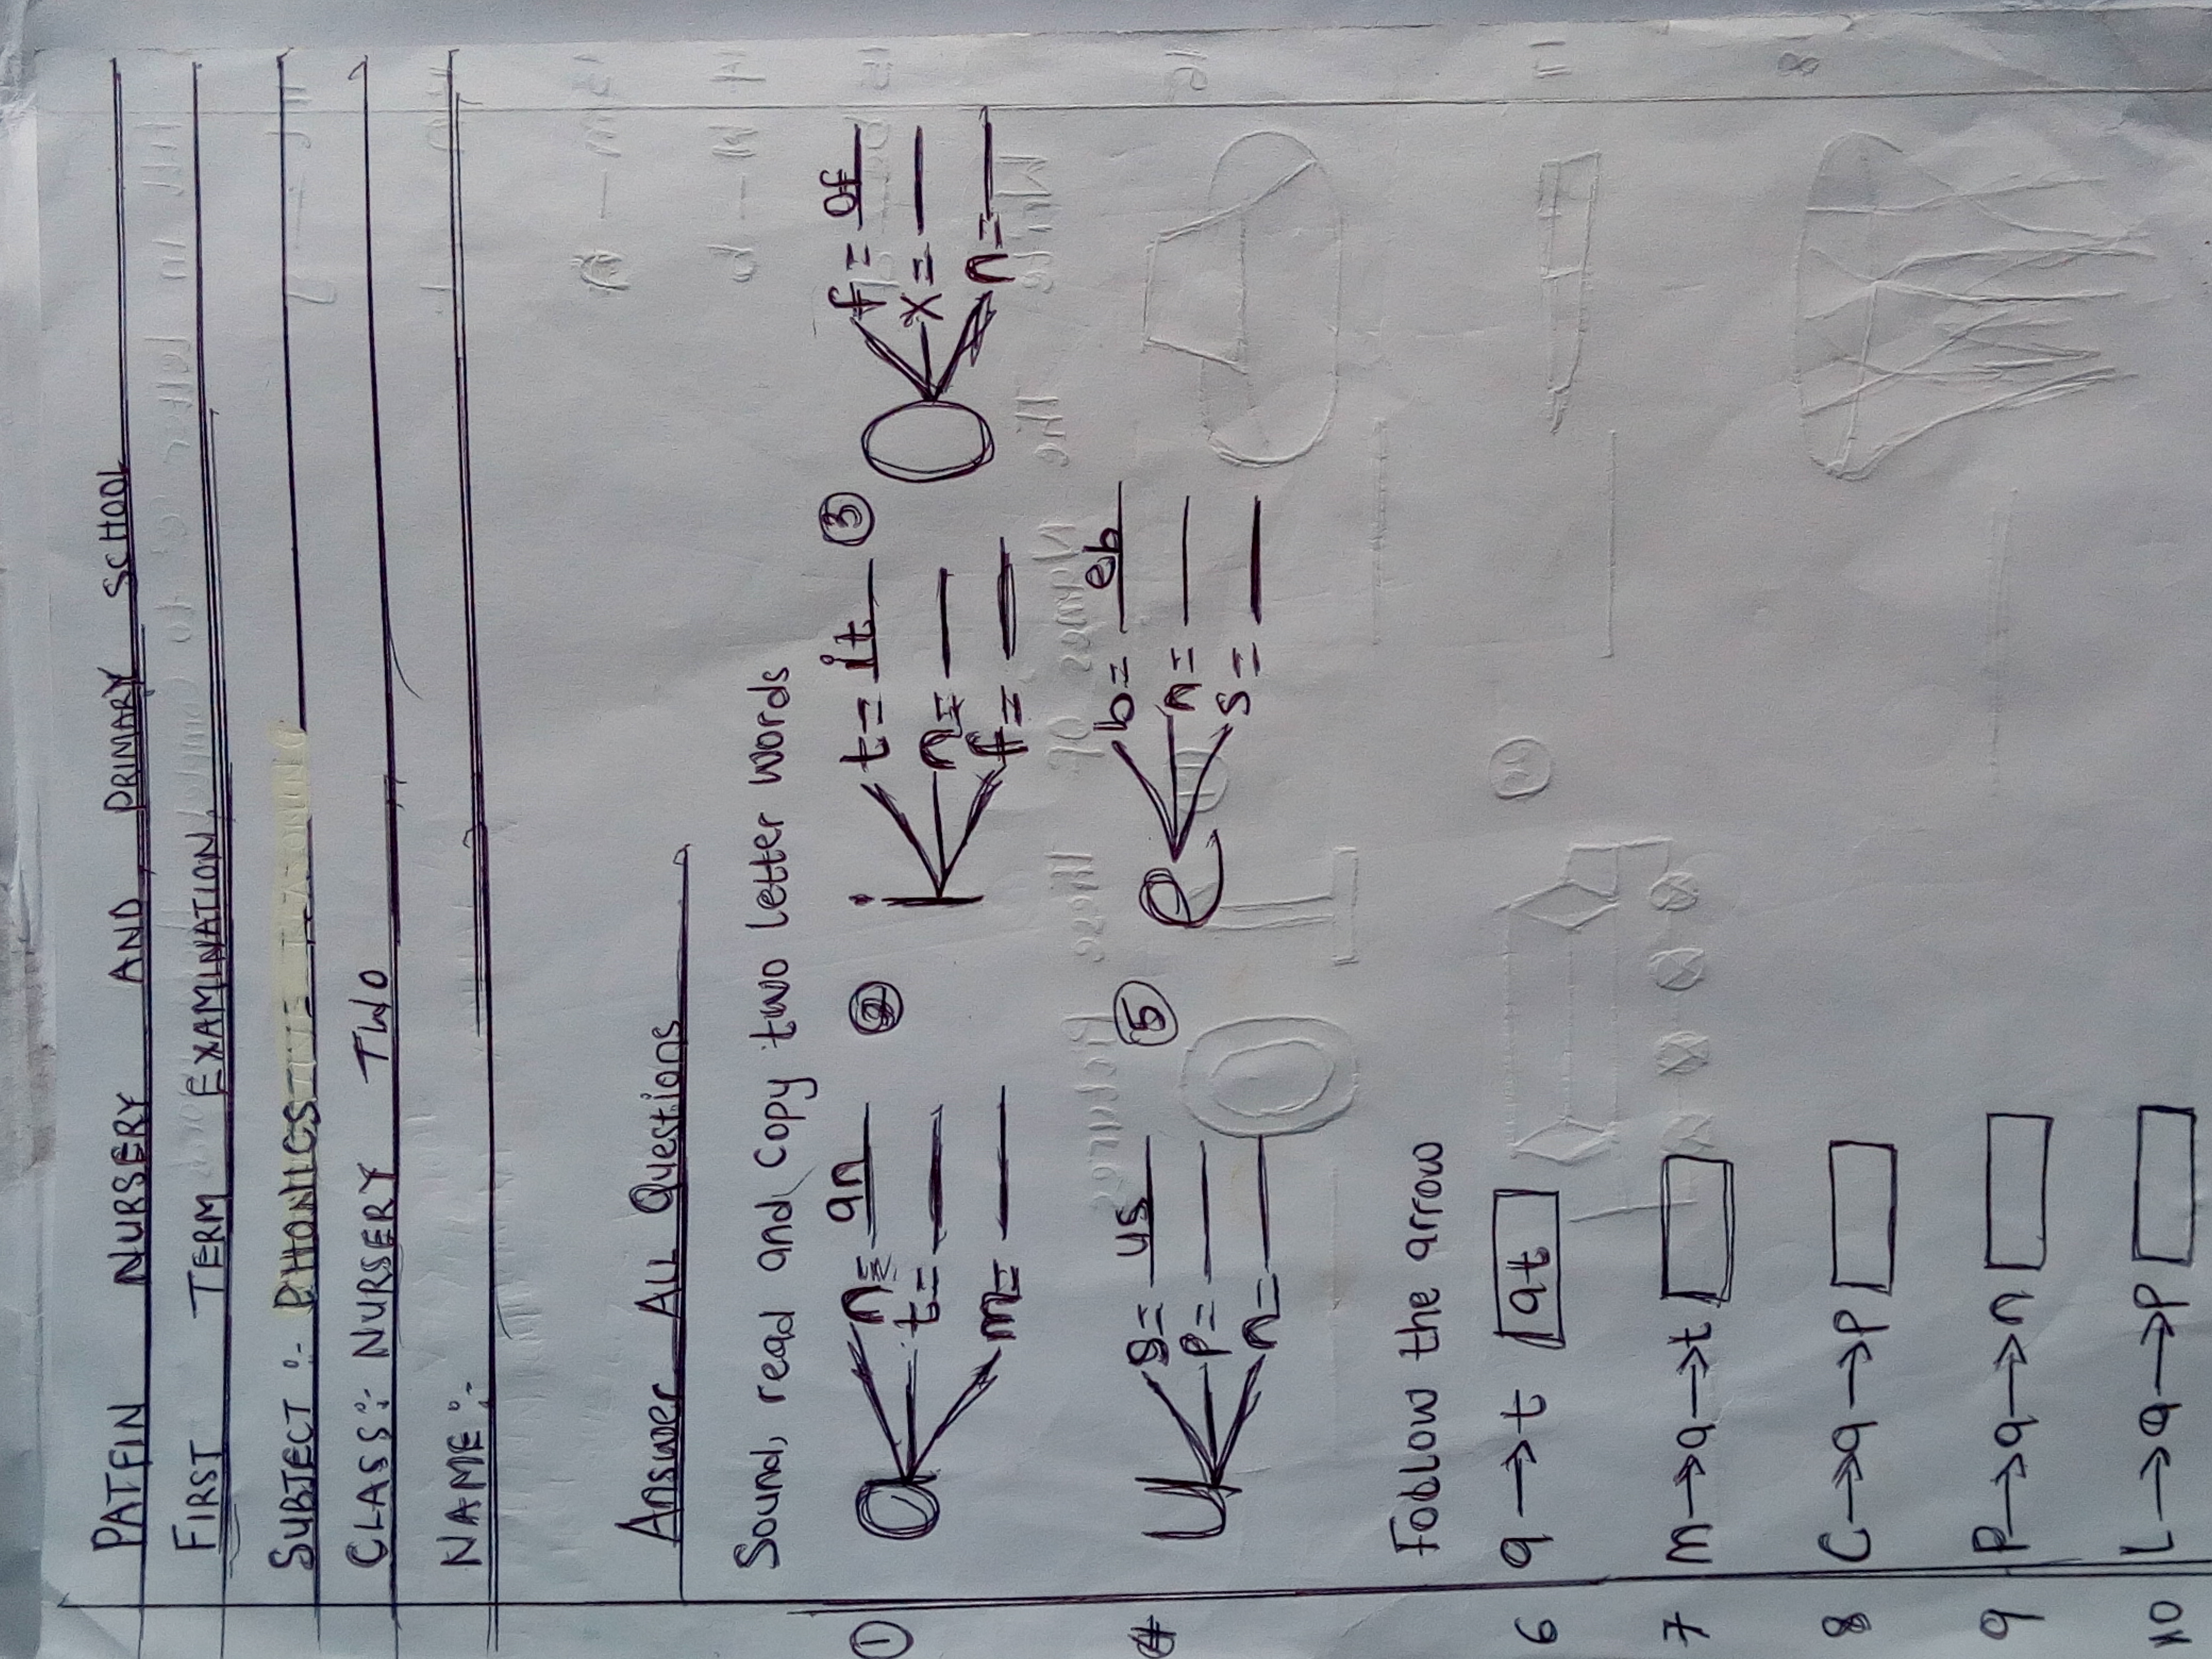 PATFIN NURSERY AND PRIMARY SCHOOL
FIRST TERM EXAMINATION
SUBJECT:- PHONICS
CLASS:- NURSERY TWO
NAME:-
Answer ALL Questions
Sound, read and copy two letter words
① a n= an
t=
m=
② i t= it
n=
f=
③ O f= of
x=
n=
4 U s= us
p=
n=
⑤ e b= eb
n=
s=
Follow the arrow
6 a → t at
7 m → a → t
8 C → a → p
9 P → a → n
10 L → a → p